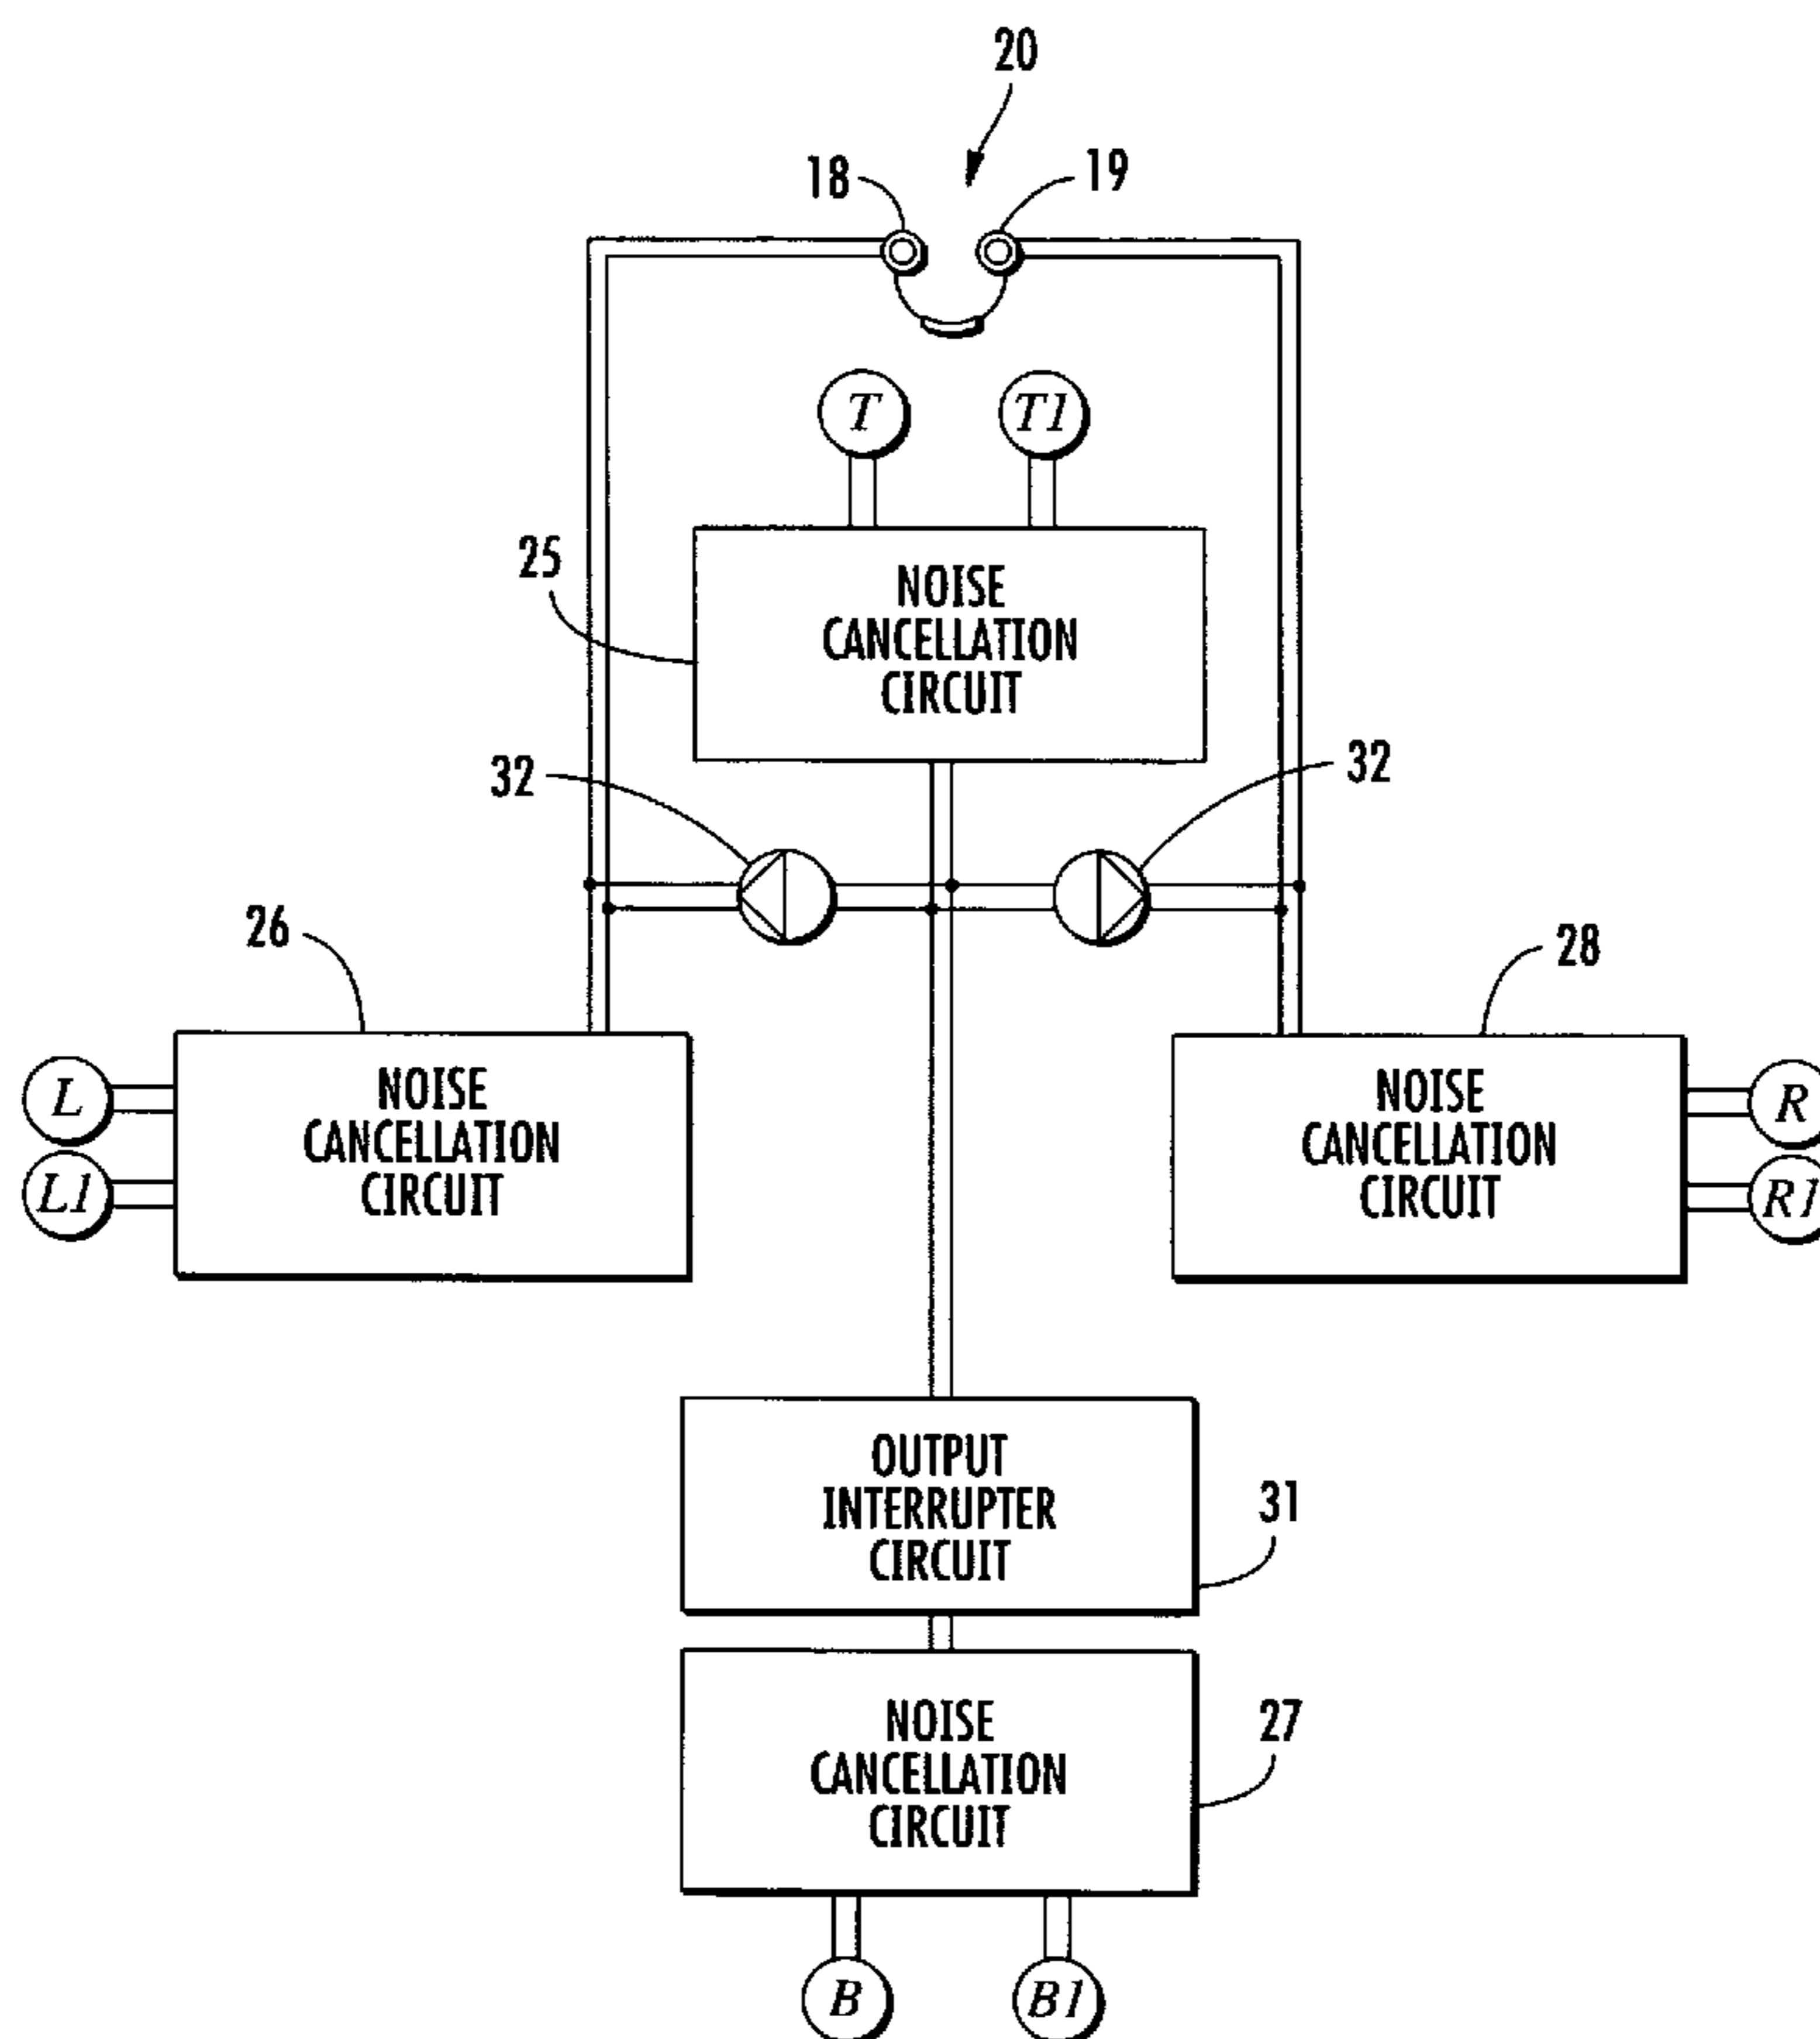 20
18
19
T
T1
25
NOISE
CANCELLATION
CIRCUIT
32
32
26
28
L
L1
NOISE
CANCELLATION
CIRCUIT
NOISE
CANCELLATION
CIRCUIT
R
R1
OUTPUT
INTERRUPTER
CIRCUIT
31
NOISE
CANCELLATION
CIRCUIT
27
B
B1